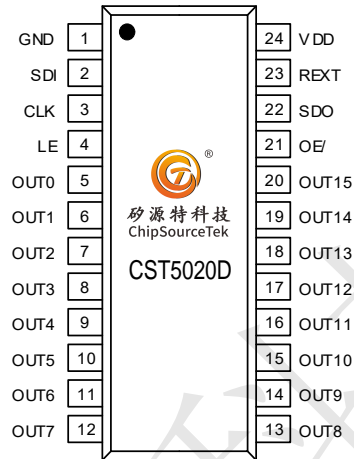 GND 1 24 VDD
SDI 2 23 REXT
CLK 3 22 SDO
LE 4 21 OE/
OUT0 5 20 OUT15
OUT1 6 19 OUT14
OUT2 7 18 OUT13
OUT3 8 17 OUT12
OUT4 9 16 OUT11
OUT5 10 15 OUT10
OUT6 11 14 OUT9
OUT7 12 13 OUT8
®
矽源特科技
ChipSourceTek
CST5020D